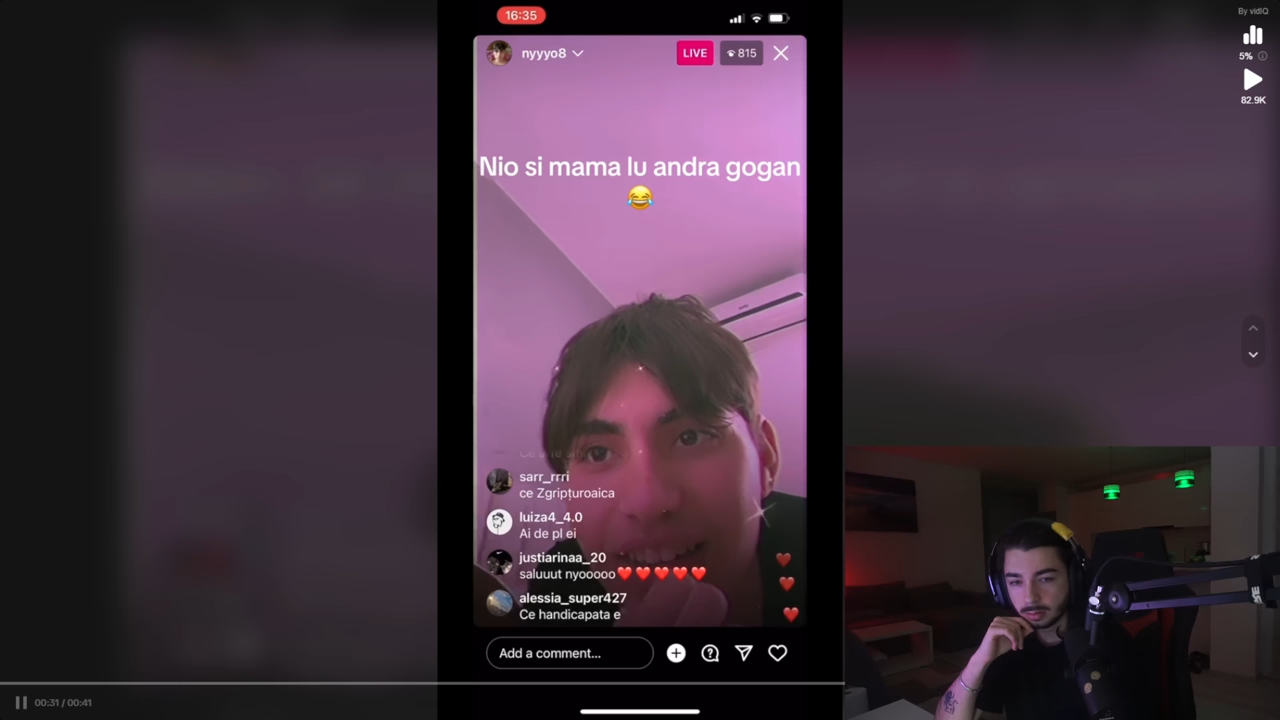 16:35
nyyyo8
LIVE
815
Nio si mama lu andra gogan
😂
sarr_rrri
ce Zgripțuroaica
luiza4_4.0
Ai de pl ei
justiarinaa_20
saluuut nyooooo❤️❤️❤️❤️❤️
alessia_super427
Ce handicapata e
Add a comment...
00:31 / 00:41
By vidIQ
5%
82.9K